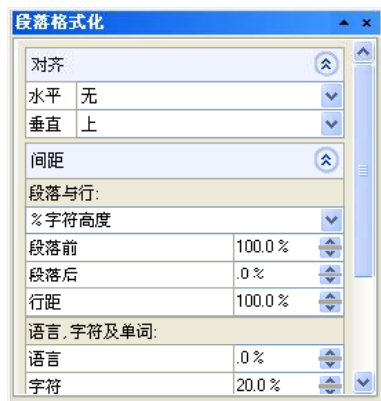 段落格式化
对齐
水平 无
垂直 上
间距
段落与行:
%字符高度
段落前 100.0 %
段落后 .0 %
行距 100.0 %
语言,字符及单词:
语言 .0 %
字符 20.0 %